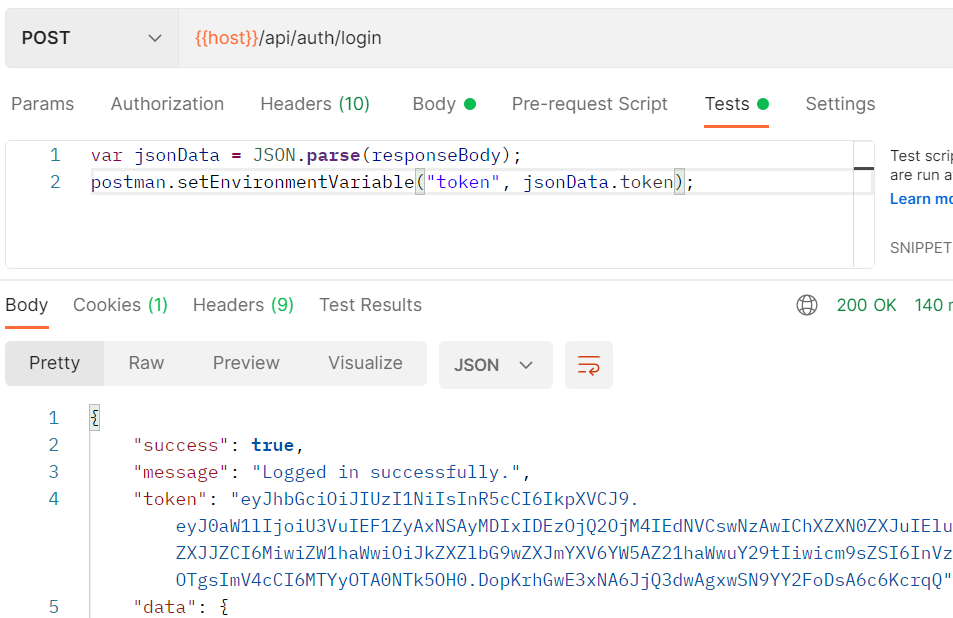 POST {{host}}/api/auth/login
Params Authorization Headers (10) Body Pre-request Script Tests Settings
1 var jsonData = JSON.parse(responseBody);
2 postman.setEnvironmentVariable("token", jsonData.token);
Test scrip
are run a
Learn mo
SNIPPET
Body Cookies (1) Headers (9) Test Results 200 OK 140 m
Pretty Raw Preview Visualize JSON
1 {
2 "success": true,
3 "message": "Logged in successfully.",
4 "token": "eyJhbGciOiJIUzI1NiIsInR5cCI6IkpXVCJ9.
eyJ0aW1lIjoiU3VuIEF1ZyAxNSAyMDIxIDEzOjQ2OjM4IEdNVCswNzAwIChXZXN0ZXJuIElu
ZXJJZCI6MiwiZW1haWwiOiJkZXZlbG9wZXJmYXV6YW5AZ21haWwuY29tIiwicm9sZSI6InVz
OTgsImV4cCI6MTYyOTA0NTk5OH0.DopKrhGwE3xNA6JjQ3dwAgxwSN9YY2FoDsA6c6KcrqQ"
5 "data": {